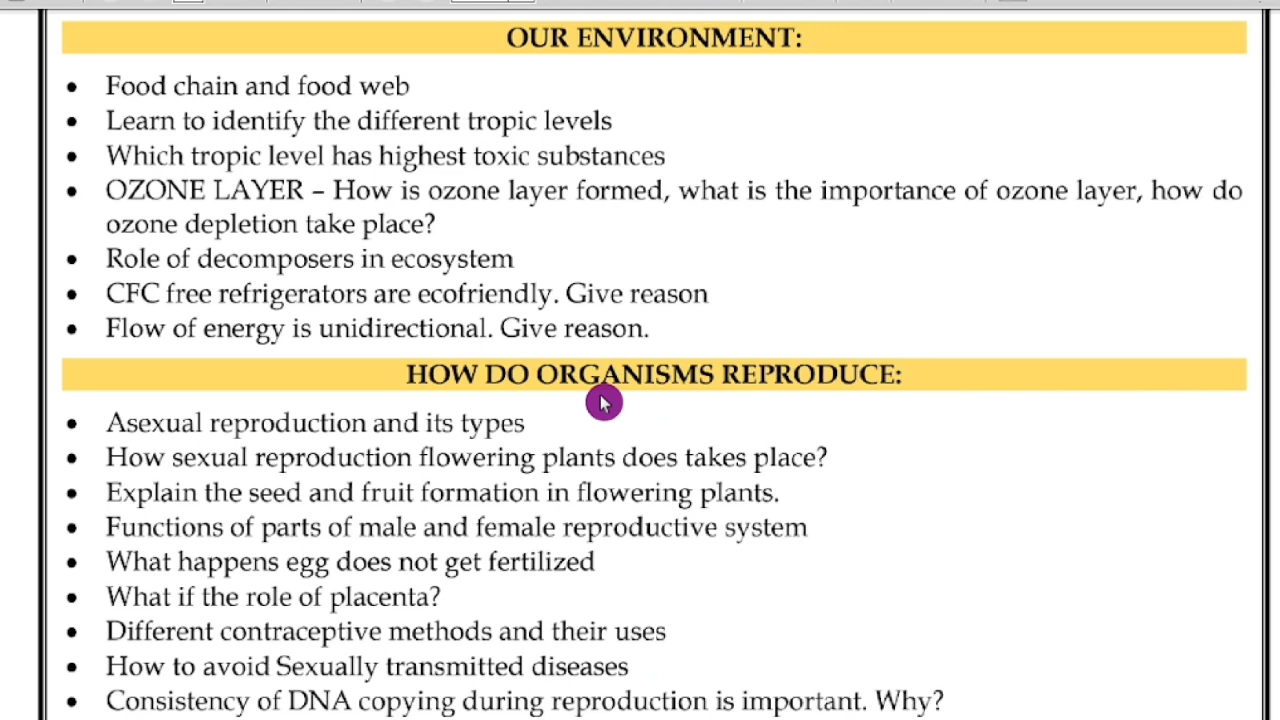 OUR ENVIRONMENT:
• Food chain and food web
• Learn to identify the different tropic levels
• Which tropic level has highest toxic substances
• OZONE LAYER – How is ozone layer formed, what is the importance of ozone layer, how do
ozone depletion take place?
• Role of decomposers in ecosystem
• CFC free refrigerators are ecofriendly. Give reason
• Flow of energy is unidirectional. Give reason.
HOW DO ORGANISMS REPRODUCE:
• Asexual reproduction and its types
• How sexual reproduction flowering plants does takes place?
• Explain the seed and fruit formation in flowering plants.
• Functions of parts of male and female reproductive system
• What happens egg does not get fertilized
• What if the role of placenta?
• Different contraceptive methods and their uses
• How to avoid Sexually transmitted diseases
• Consistency of DNA copying during reproduction is important. Why?